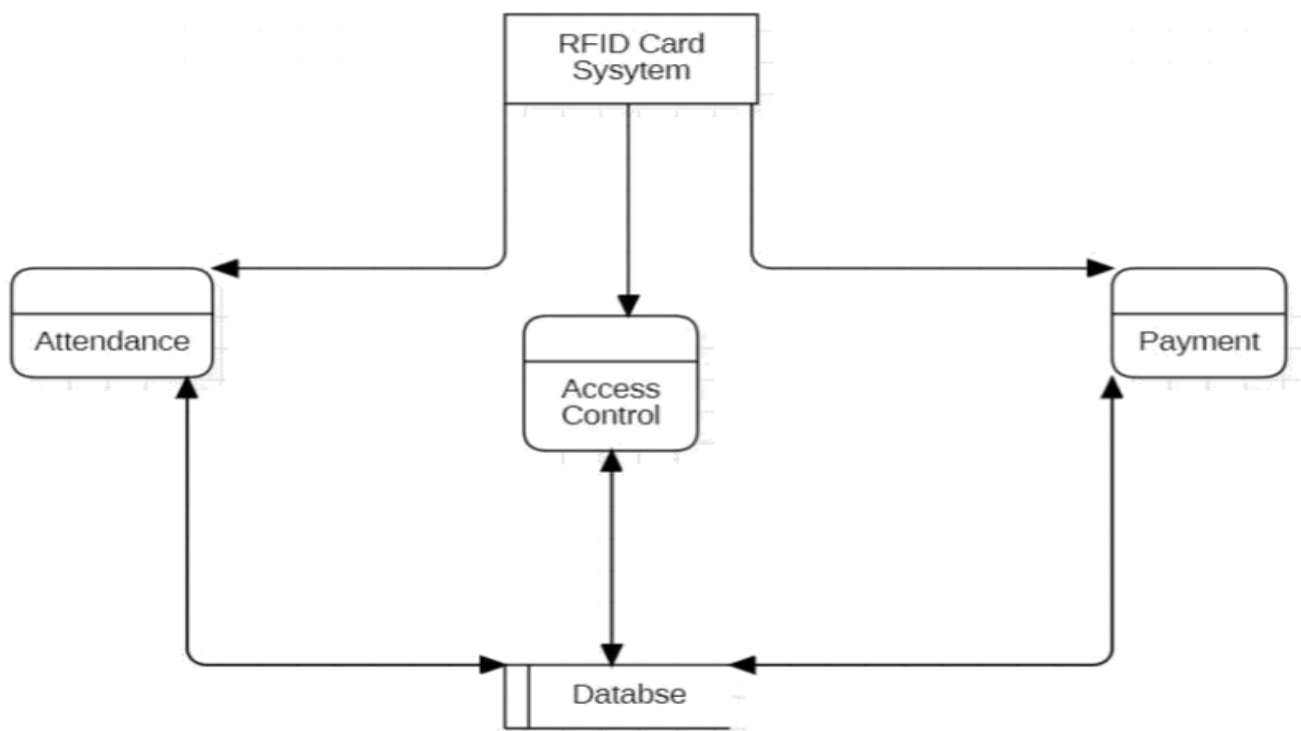 RFID Card
Sysytem
Attendance
Access
Control
Payment
Databse